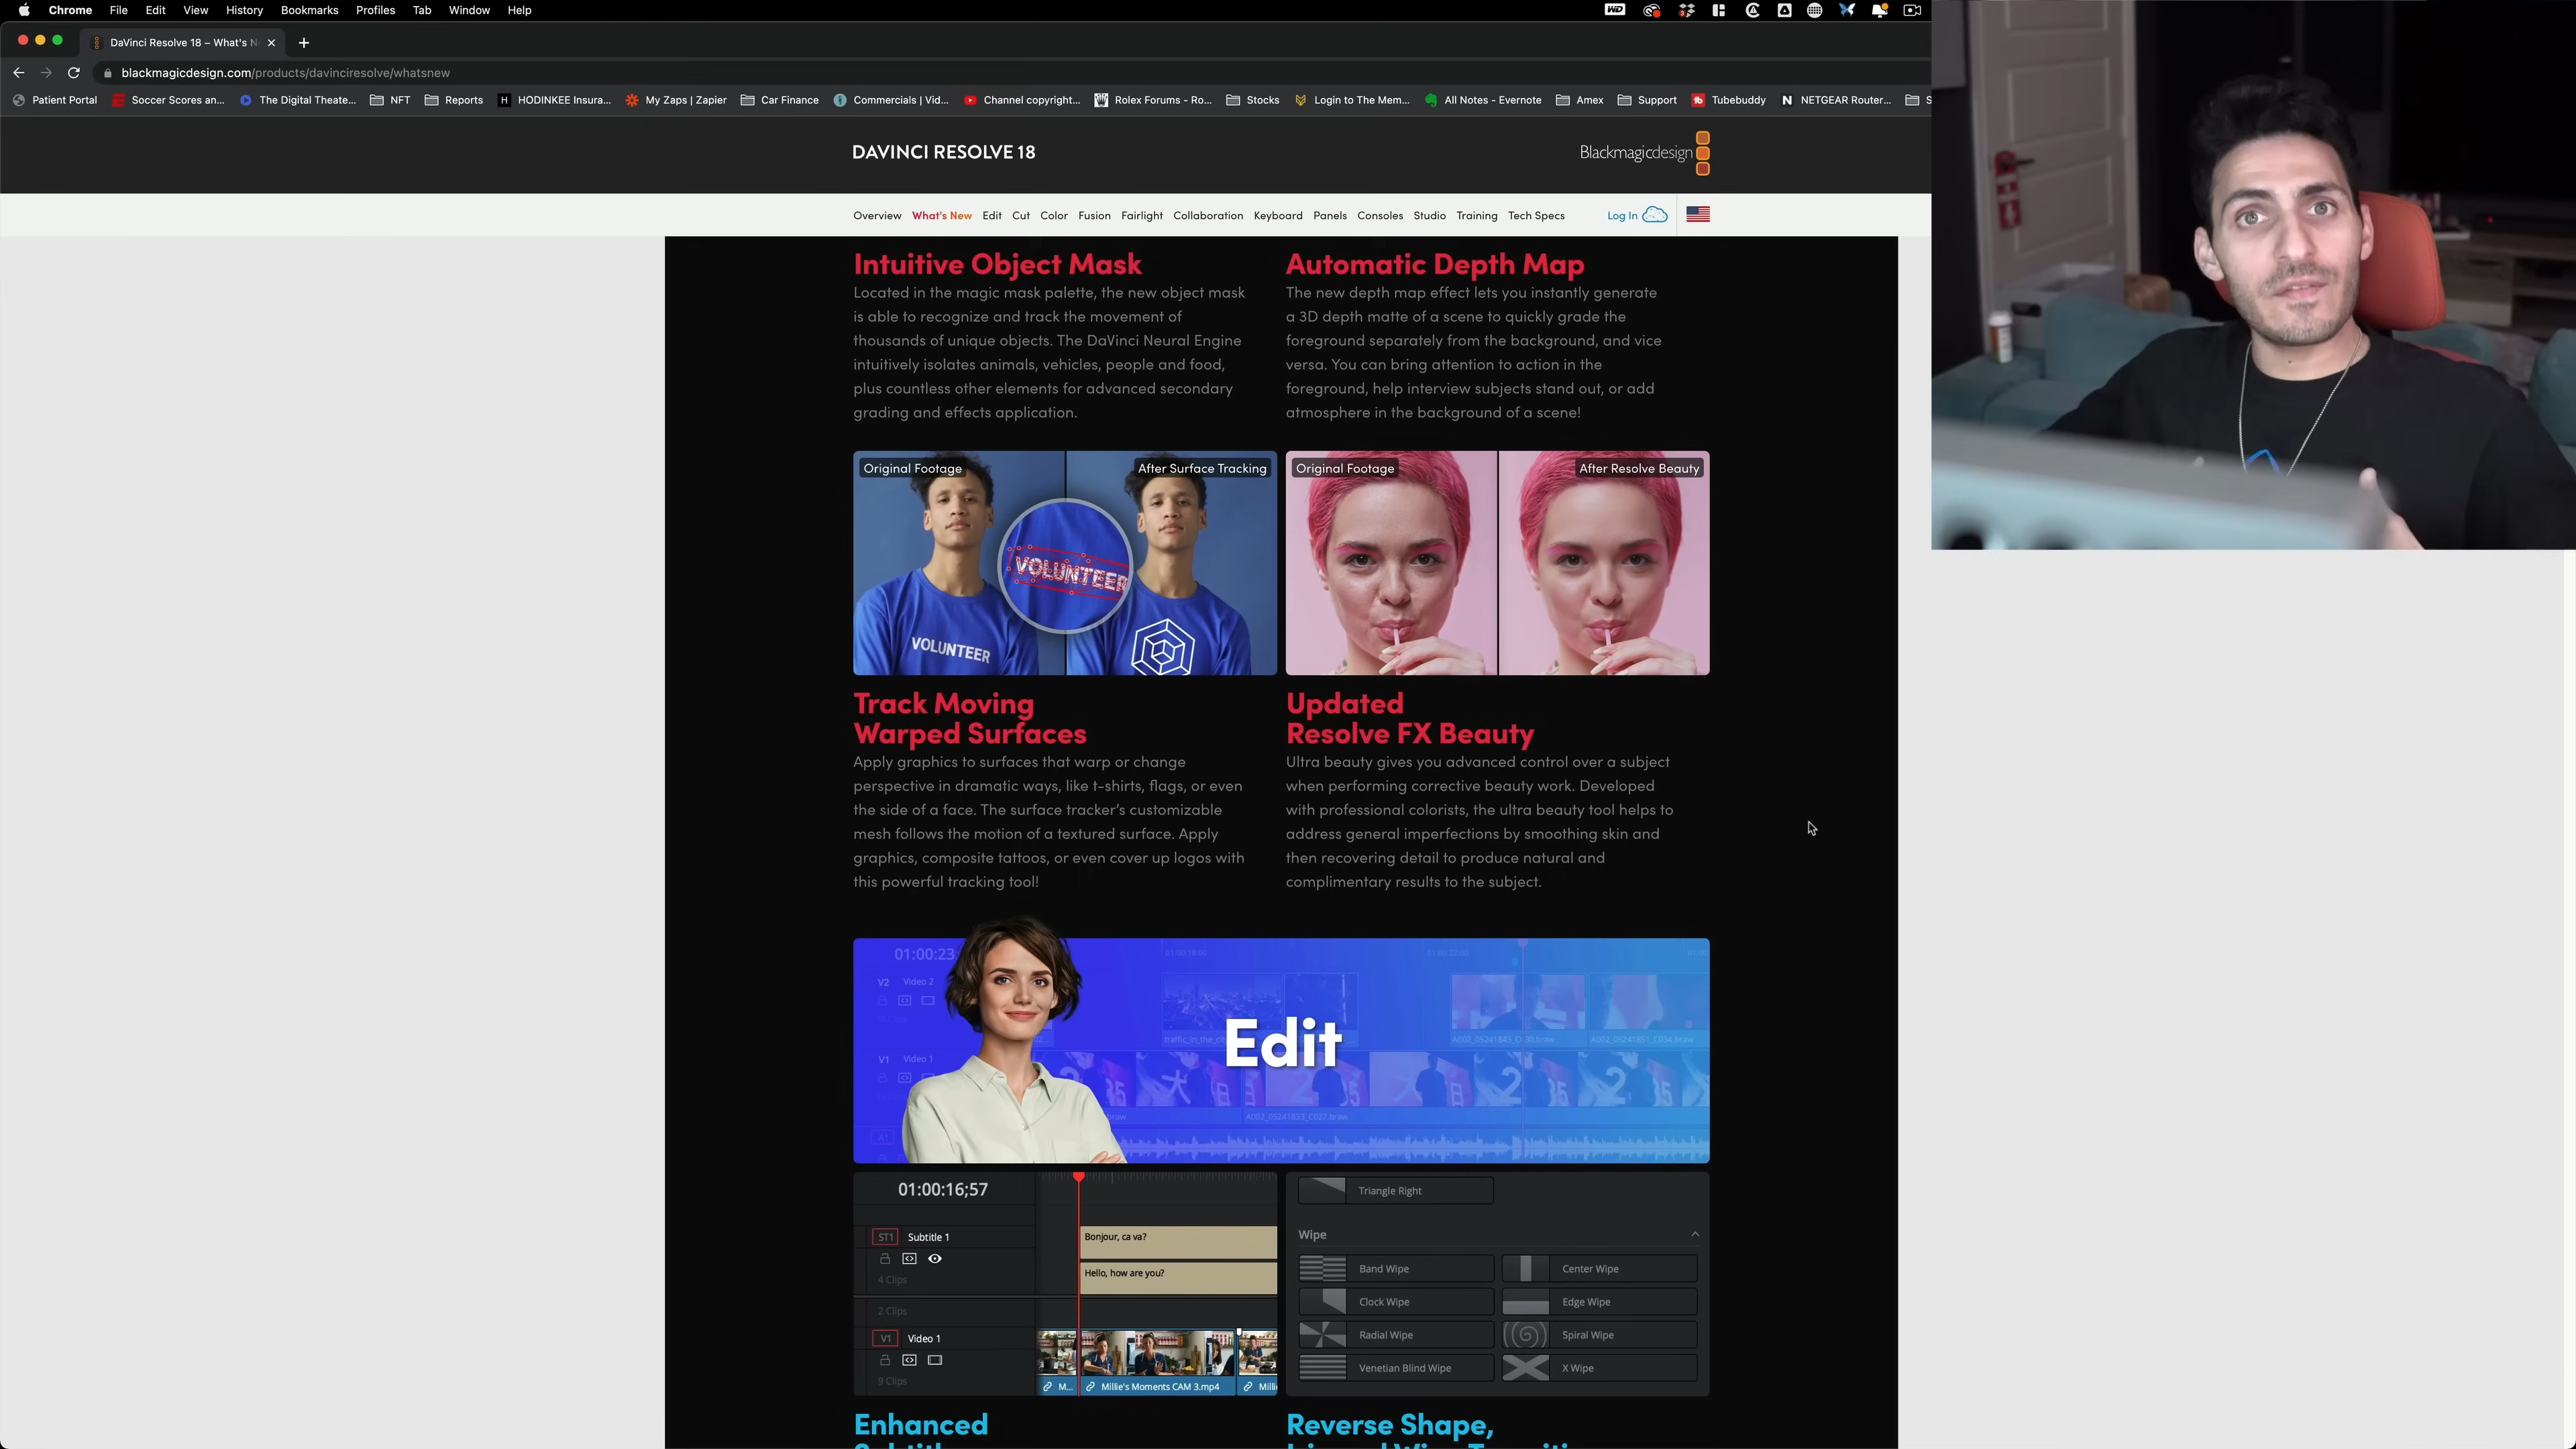 Chrome File Edit View History Bookmarks Profiles Tab Window Help
DaVinci Resolve 18 – What's N
blackmagicdesign.com/products/davinciresolve/whatsnew
Patient Portal Soccer Scores an... The Digital Theate... NFT Reports HODINKEE Insura... My Zaps | Zapier Car Finance Commercials | Vid... Channel copyright... Rolex Forums - Ro... Stocks Login to The Mem... All Notes - Evernote Amex Support Tubebuddy NETGEAR Router... S
DAVINCI RESOLVE 18
Blackmagicdesign
Overview What's New Edit Cut Color Fusion Fairlight Collaboration Keyboard Panels Consoles Studio Training Tech Specs Log In
Intuitive Object Mask
Located in the magic mask palette, the new object mask
is able to recognize and track the movement of
thousands of unique objects. The DaVinci Neural Engine
intuitively isolates animals, vehicles, people and food,
plus countless other elements for advanced secondary
grading and effects application.
Automatic Depth Map
The new depth map effect lets you instantly generate
a 3D depth matte of a scene to quickly grade the
foreground separately from the background, and vice
versa. You can bring attention to action in the
foreground, help interview subjects stand out, or add
atmosphere in the background of a scene!
Original Footage After Surface Tracking
VOLUNTEER
VOLUNTEER
Original Footage After Resolve Beauty
Track Moving
Warped Surfaces
Apply graphics to surfaces that warp or change
perspective in dramatic ways, like t-shirts, flags, or even
the side of a face. The surface tracker's customizable
mesh follows the motion of a textured surface. Apply
graphics, composite tattoos, or even cover up logos with
this powerful tracking tool!
Updated
Resolve FX Beauty
Ultra beauty gives you advanced control over a subject
when performing corrective beauty work. Developed
with professional colorists, the ultra beauty tool helps to
address general imperfections by smoothing skin and
then recovering detail to produce natural and
complimentary results to the subject.
01:00:23
V2 Video 2
V1 Video 1
A1
Edit
A002_05241833_C027.braw
01:00:16;57
ST1 Subtitle 1
4 Clips
Bonjour, ca va?
Hello, how are you?
2 Clips
V1 Video 1
9 Clips
M... Millie's Moments CAM 3.mp4 Milli
Triangle Right
Wipe
Band Wipe Center Wipe
Clock Wipe Edge Wipe
Radial Wipe Spiral Wipe
Venetian Blind Wipe X Wipe
Enhanced
Reverse Shape,